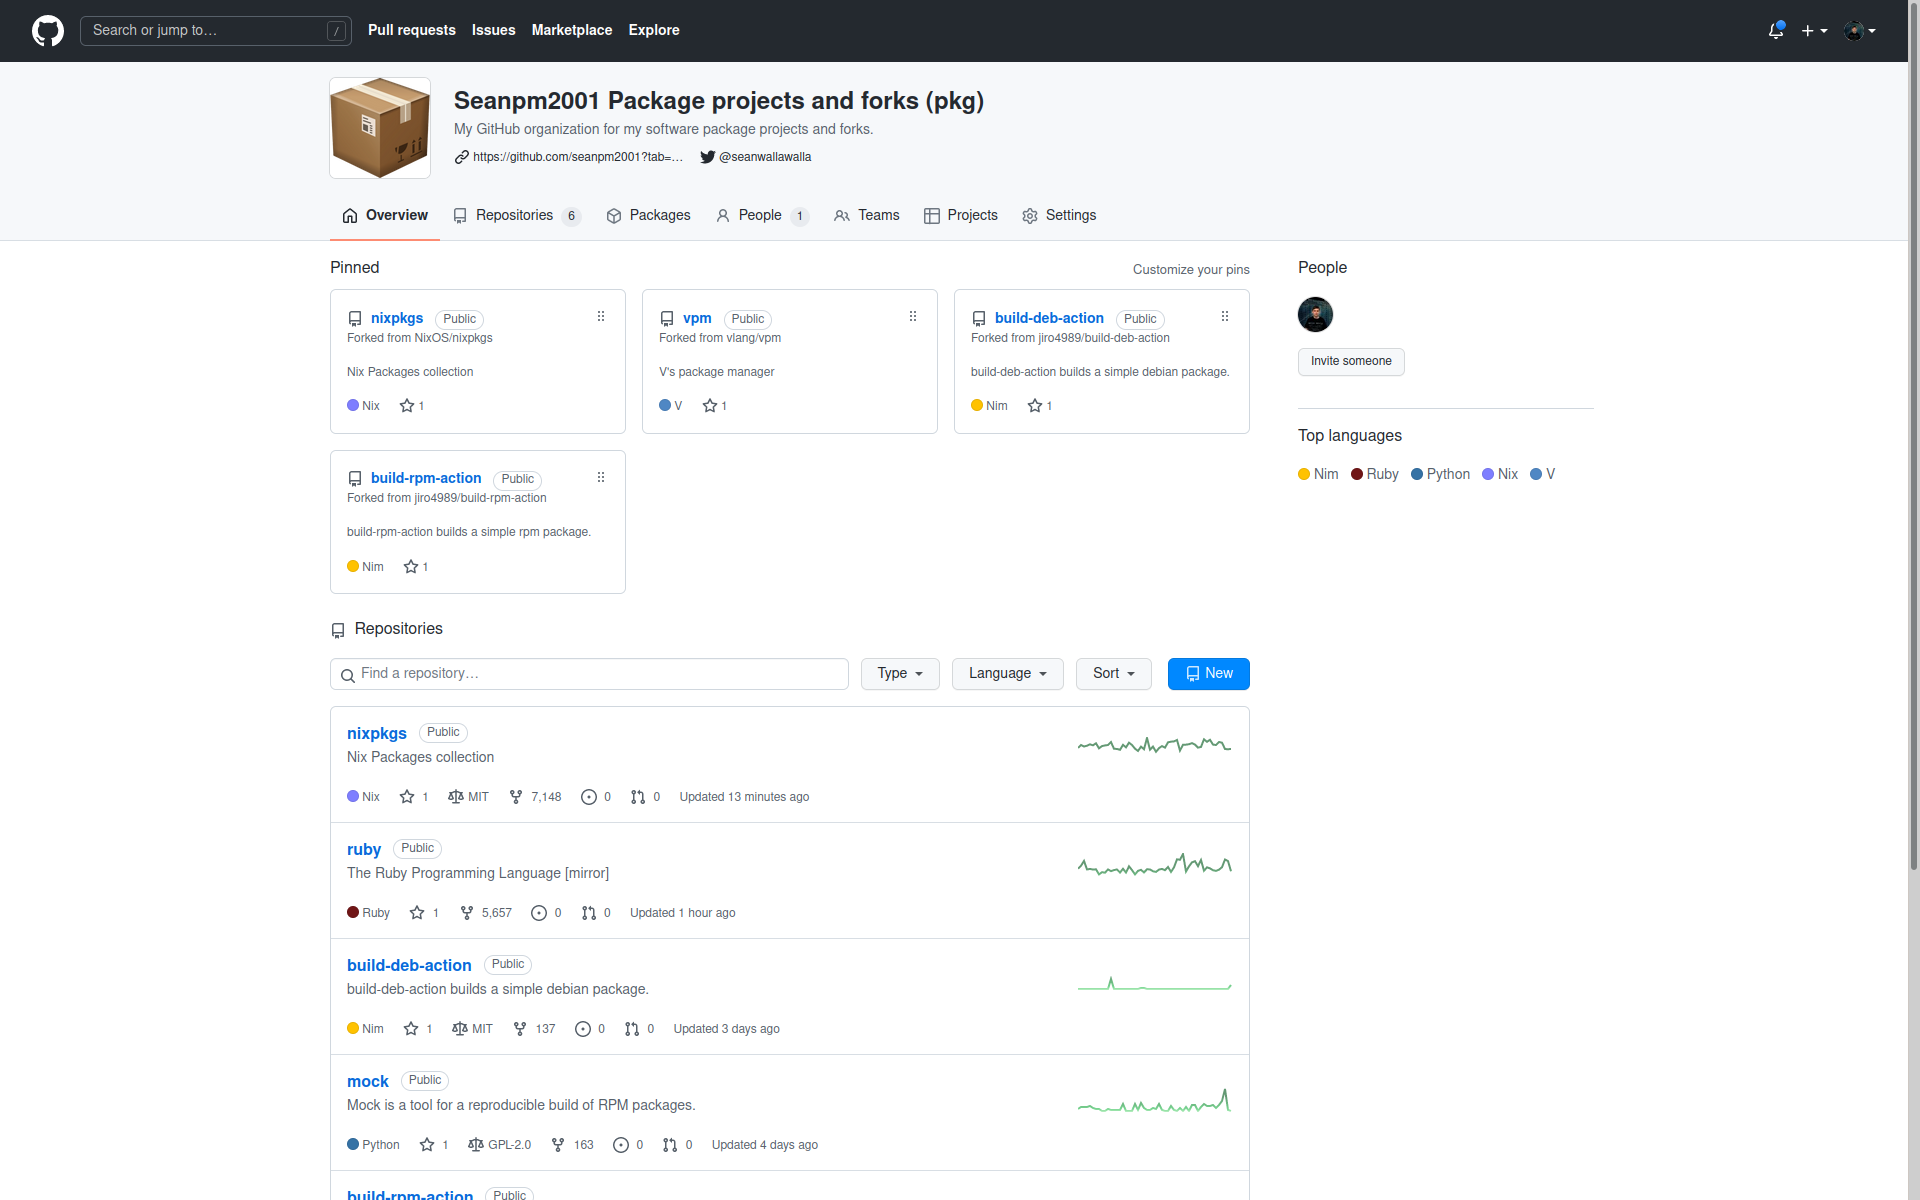 Search or jump to… /
Pull requests Issues Marketplace Explore
Seanpm2001 Package projects and forks (pkg)
My GitHub organization for my software package projects and forks.
https://github.com/seanpm2001?tab=… @seanwallawalla
Overview Repositories 6 Packages People 1 Teams Projects Settings
Pinned
Customize your pins
nixpkgs Public
Forked from NixOS/nixpkgs
Nix Packages collection
Nix 1
vpm Public
Forked from vlang/vpm
V's package manager
V 1
build-deb-action Public
Forked from jiro4989/build-deb-action
build-deb-action builds a simple debian package.
Nim 1
build-rpm-action Public
Forked from jiro4989/build-rpm-action
build-rpm-action builds a simple rpm package.
Nim 1
People
Invite someone
Top languages
Nim Ruby Python Nix V
Repositories
Find a repository…
Type Language Sort New
nixpkgs Public
Nix Packages collection
Nix 1 MIT 7,148 0 0 Updated 13 minutes ago
ruby Public
The Ruby Programming Language [mirror]
Ruby 1 5,657 0 0 Updated 1 hour ago
build-deb-action Public
build-deb-action builds a simple debian package.
Nim 1 MIT 137 0 0 Updated 3 days ago
mock Public
Mock is a tool for a reproducible build of RPM packages.
Python 1 GPL-2.0 163 0 0 Updated 4 days ago
build-rpm-action Public